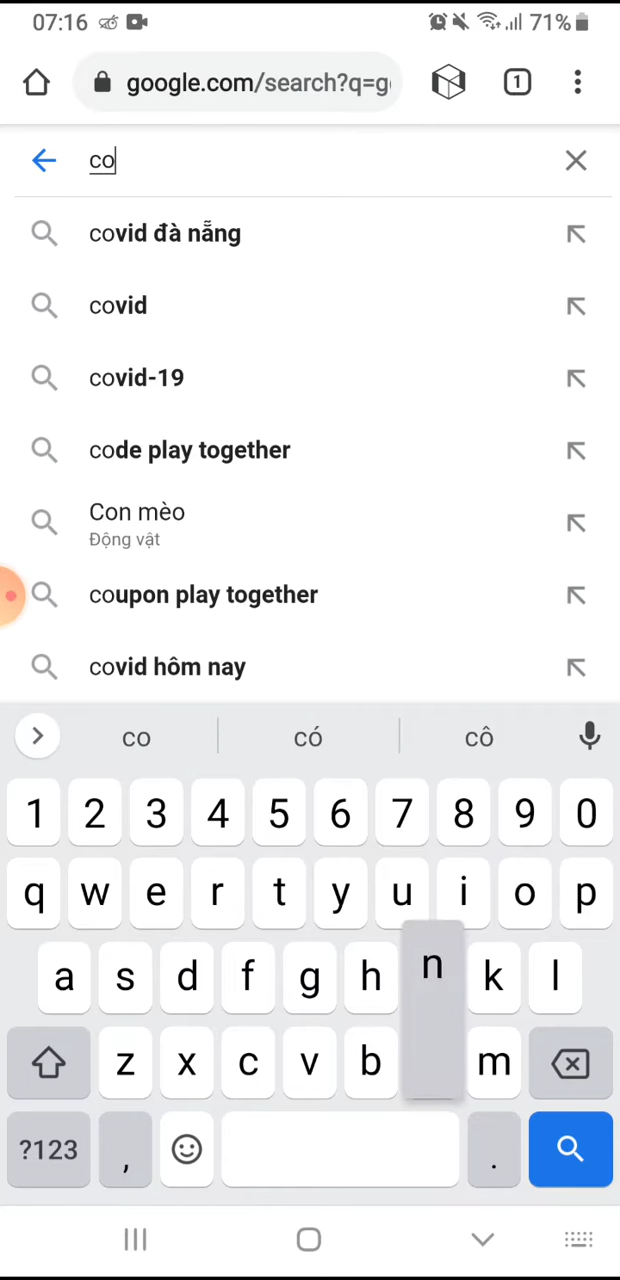 07:16 71%
google.com/search?q=g
1
co
covid đà nẵng
covid
covid-19
code play together
Con mèo
Động vật
coupon play together
covid hôm nay
co có cô
1 2 3 4 5 6 7 8 9 0
q w e r t y u i o p
a s d f g h n k l
z x c v b m
?123 , .